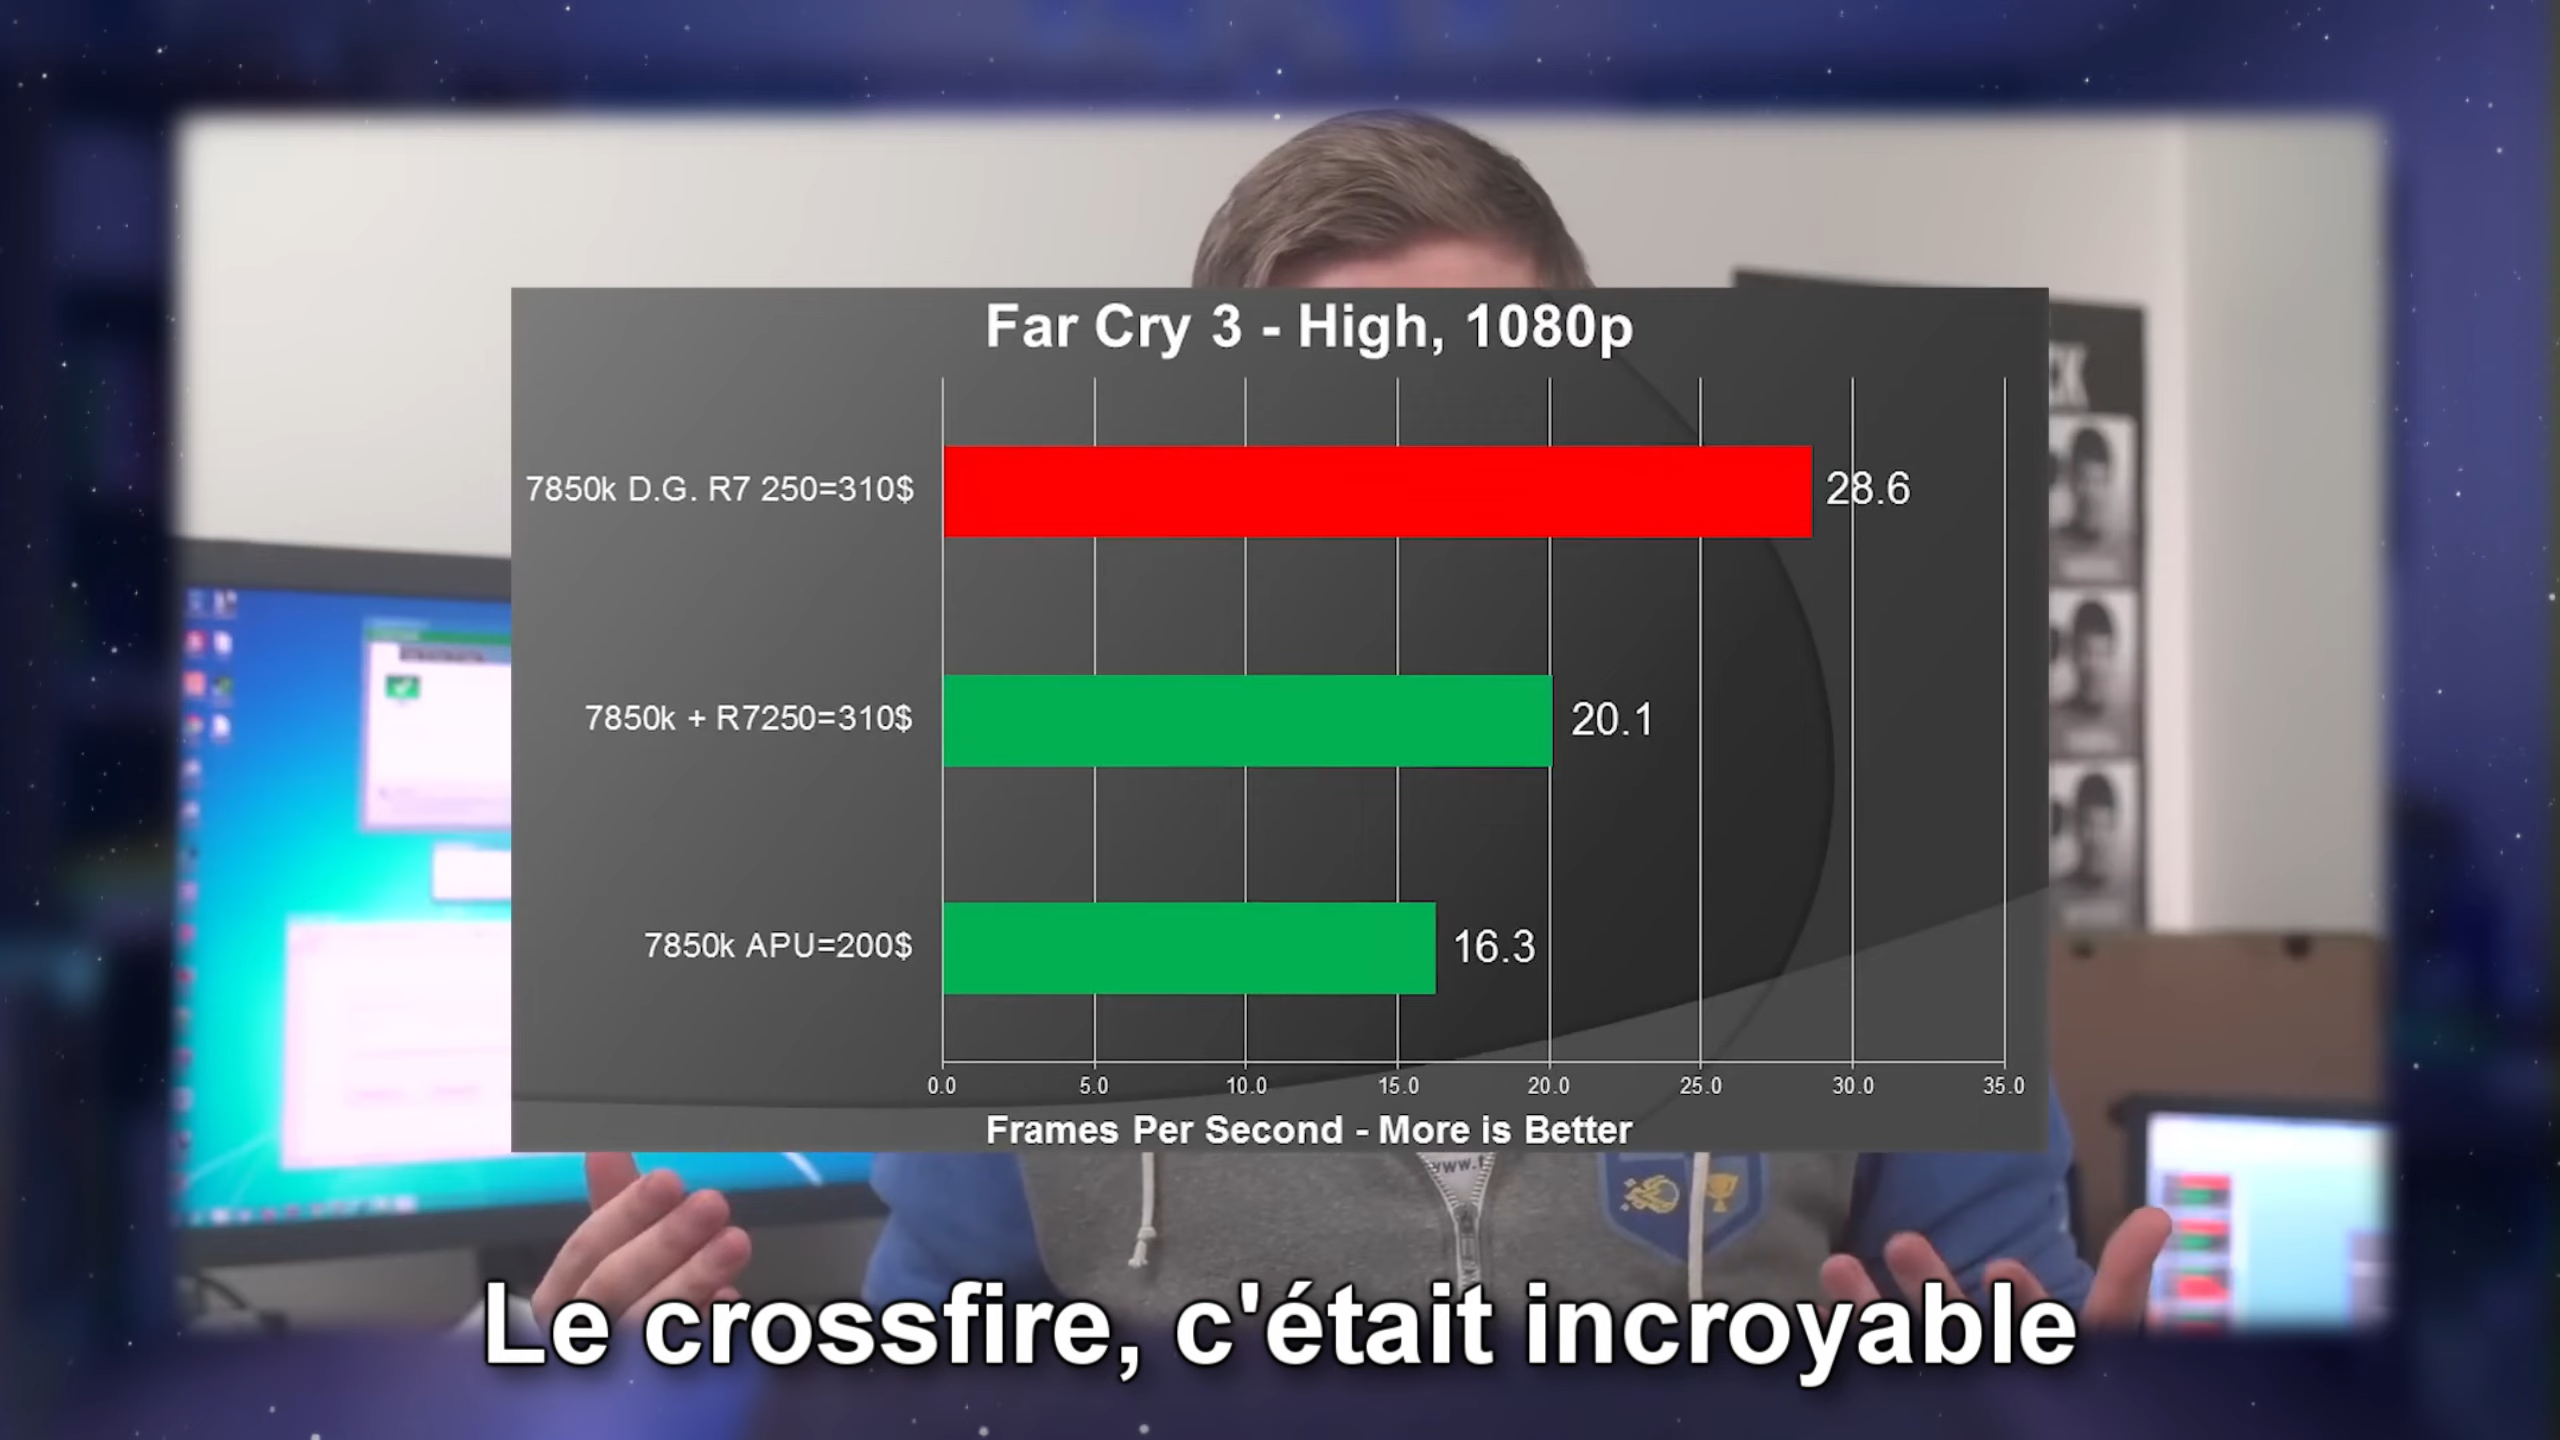 Far Cry 3 - High, 1080p
7850k D.G. R7 250=310$
28.6
7850k + R7250=310$
20.1
7850k APU=200$
16.3
0.0 5.0 10.0 15.0 20.0 25.0 30.0 35.0
Frames Per Second - More is Better
Le crossfire, c'était incroyable